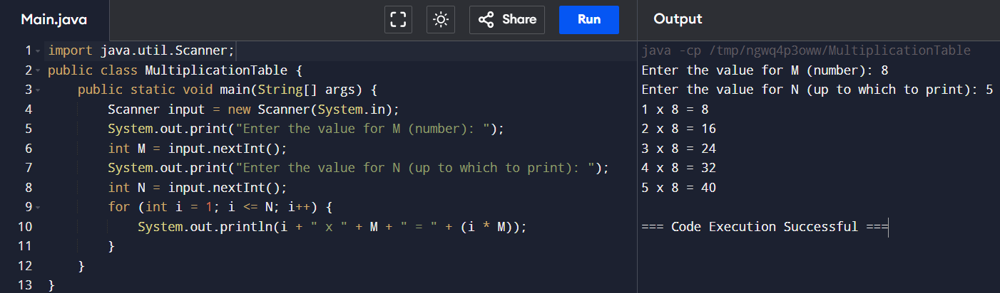 Main.java
Share
Run
Output
1 import java.util.Scanner;
2 public class MultiplicationTable {
3     public static void main(String[] args) {
4         Scanner input = new Scanner(System.in);
5         System.out.print("Enter the value for M (number): ");
6         int M = input.nextInt();
7         System.out.print("Enter the value for N (up to which to print): ");
8         int N = input.nextInt();
9         for (int i = 1; i <= N; i++) {
10             System.out.println(i + " x " + M + " = " + (i * M));
11         }
12     }
13 }
java -cp /tmp/ngwq4p3oww/MultiplicationTable
Enter the value for M (number): 8
Enter the value for N (up to which to print): 5
1 x 8 = 8
2 x 8 = 16
3 x 8 = 24
4 x 8 = 32
5 x 8 = 40
=== Code Execution Successful ===